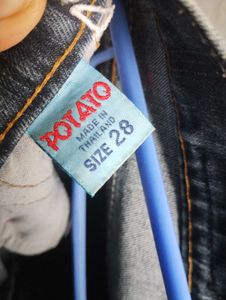 POTATO
MADE IN
THAILAND
SIZE 28